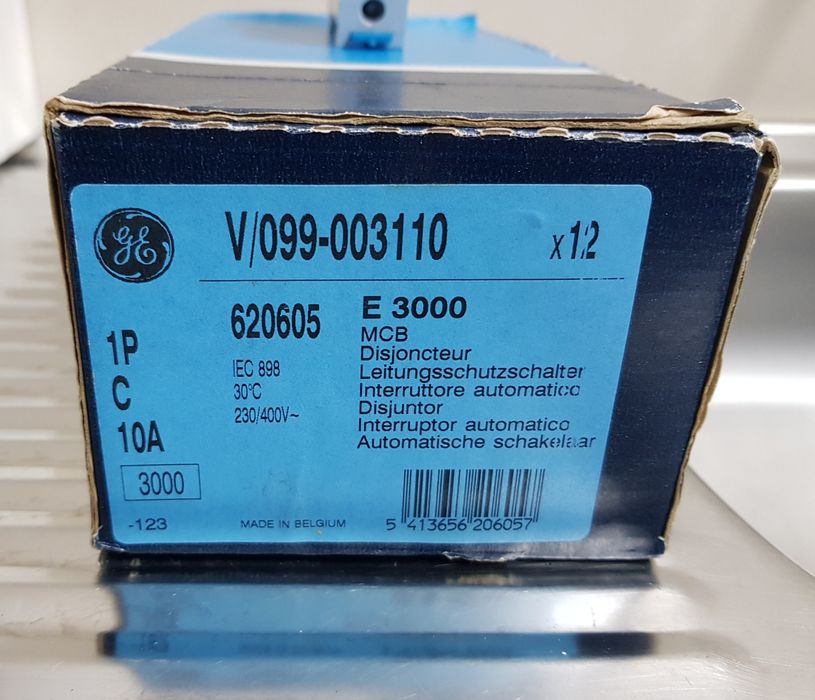 GE
V/099-003110 x12
620605
E 3000
MCB
Disjoncteur
Leitungsschutzschalter
Interruttore automatico
Disjuntor
Interruptor automatico
Automatische schakelaar
IEC 898
30°C
230/400V~
1P
C
10A
3000
-123
MADE IN BELGIUM
5 413656 206057